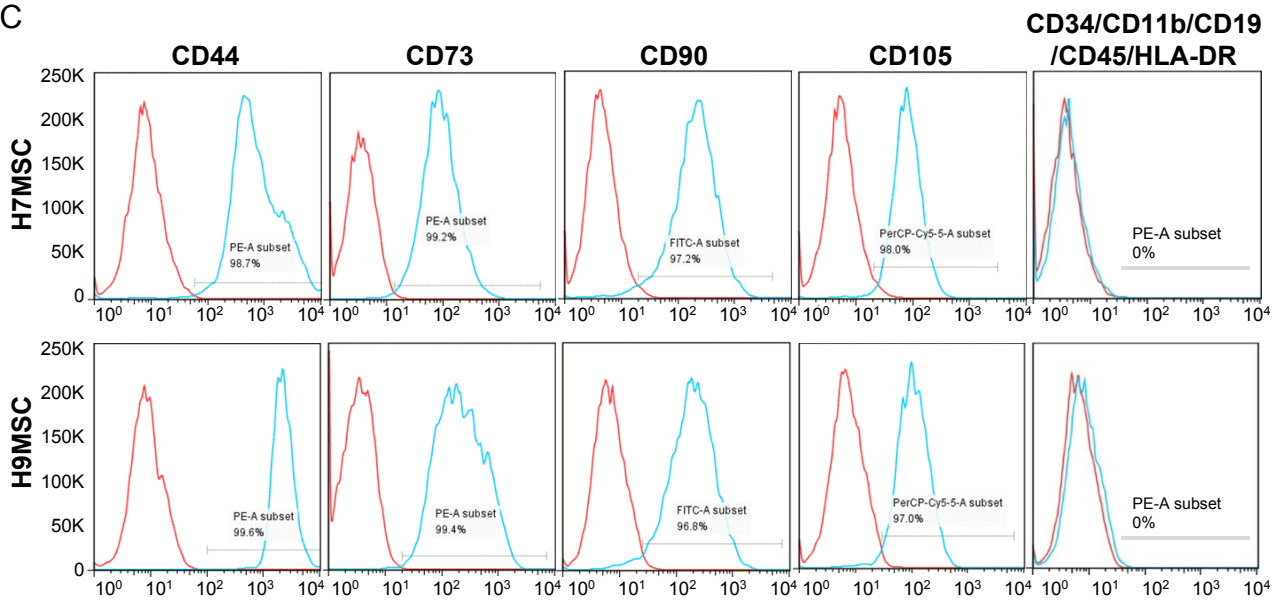 C
CD44 CD73 CD90 CD105 CD34/CD11b/CD19
/CD45/HLA-DR
H7MSC
250K
200K
150K
100K
50K
0
PE-A subset
98.7%
PE-A subset
99.2%
FITC-A subset
97.2%
PerCP-Cy5-5-A subset
98.0%
PE-A subset
0%
10⁰ 10¹ 10² 10³ 10⁴ 10⁰ 10¹ 10² 10³ 10⁴ 10⁰ 10¹ 10² 10³ 10⁴ 10⁰ 10¹ 10² 10³ 10⁴ 10⁰ 10¹ 10² 10³ 10⁴
H9MSC
250K
200K
150K
100K
50K
0
PE-A subset
99.6%
PE-A subset
99.4%
FITC-A subset
96.8%
PerCP-Cy5-5-A subset
97.0%
PE-A subset
0%
10⁰ 10¹ 10² 10³ 10⁴ 10⁰ 10¹ 10² 10³ 10⁴ 10⁰ 10¹ 10² 10³ 10⁴ 10⁰ 10¹ 10² 10³ 10⁴ 10⁰ 10¹ 10² 10³ 10⁴